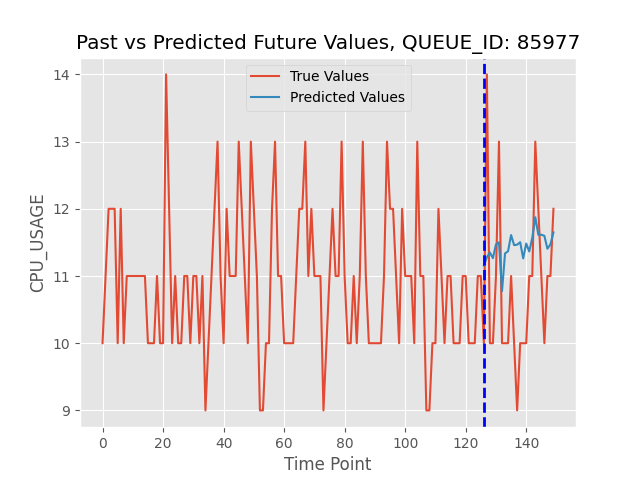 Past vs Predicted Future Values, QUEUE_ID: 85977
True Values
Predicted Values
14
13
12
11
10
9
CPU_USAGE
0 20 40 60 80 100 120 140
Time Point